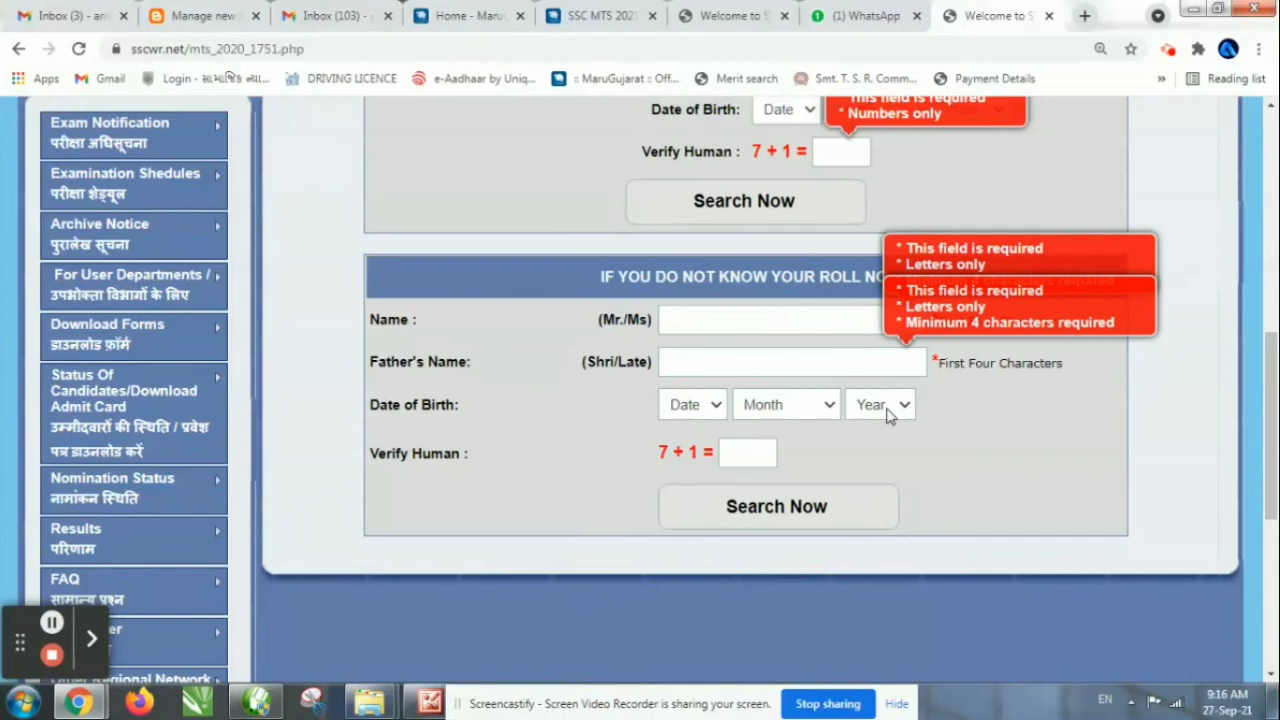 Inbox (3) - an
Manage new
Inbox (103) - g
Home - Maru
SSC MTS 202
Welcome to S
(1) WhatsApp
Welcome to S
sscwr.net/mts_2020_1751.php
Apps
Gmail
DRIVING LICENCE
e-Aadhaar by Uniq...
:: MaruGujarat :: Off...
Merit search
Smt. T. S. R. Comm...
Payment Details
»
Reading list
Exam Notification
परीक्षा अधिसूचना
Examination Shedules
परीक्षा शेड्यूल
Archive Notice
पुरालेख सूचना
For User Departments /
उपभोक्ता विभागों के लिए
Download Forms
डाउनलोड फ़ॉर्म
Status Of
Candidates/Download
Admit Card
उम्मीदवारों की स्थिति / प्रवेश
पत्र डाउनलोड करें
Nomination Status
नामांकन स्थिति
Results
परिणाम
FAQ
सामान्य प्रश्न
Regional Network
* This field is required
* Numbers only
Date of Birth:
Date
Verify Human :
7 + 1 =
Search Now
* This field is required
* Letters only
IF YOU DO NOT KNOW YOUR ROLL NO
* This field is required
* Letters only
* Minimum 4 characters required
Name :
(Mr./Ms)
Father's Name:
(Shri/Late)
*First Four Characters
Date of Birth:
Date
Month
Year
Verify Human :
7 + 1 =
Search Now
Screencastify - Screen Video Recorder is sharing your screen.
Stop sharing
Hide
EN
9:16 AM
27-Sep-21